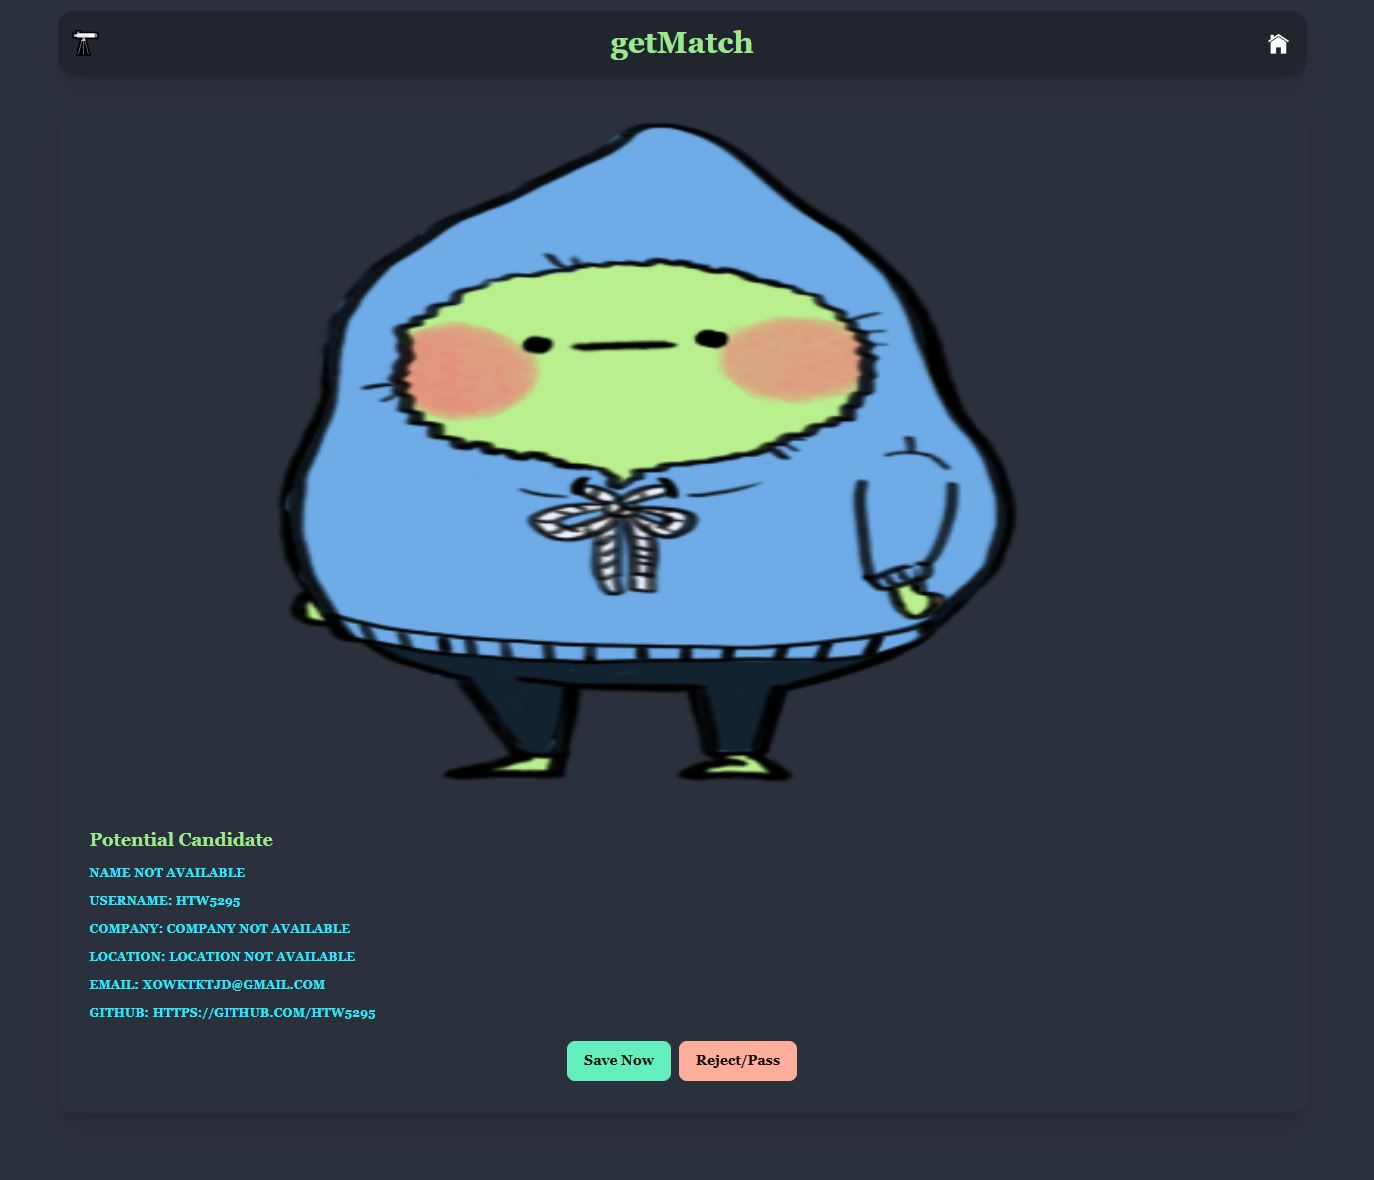 getMatch
Potential Candidate
NAME NOT AVAILABLE
USERNAME: HTW5295
COMPANY: COMPANY NOT AVAILABLE
LOCATION: LOCATION NOT AVAILABLE
EMAIL: XOWKTKTJD@GMAIL.COM
GITHUB: HTTPS://GITHUB.COM/HTW5295
Save Now
Reject/Pass